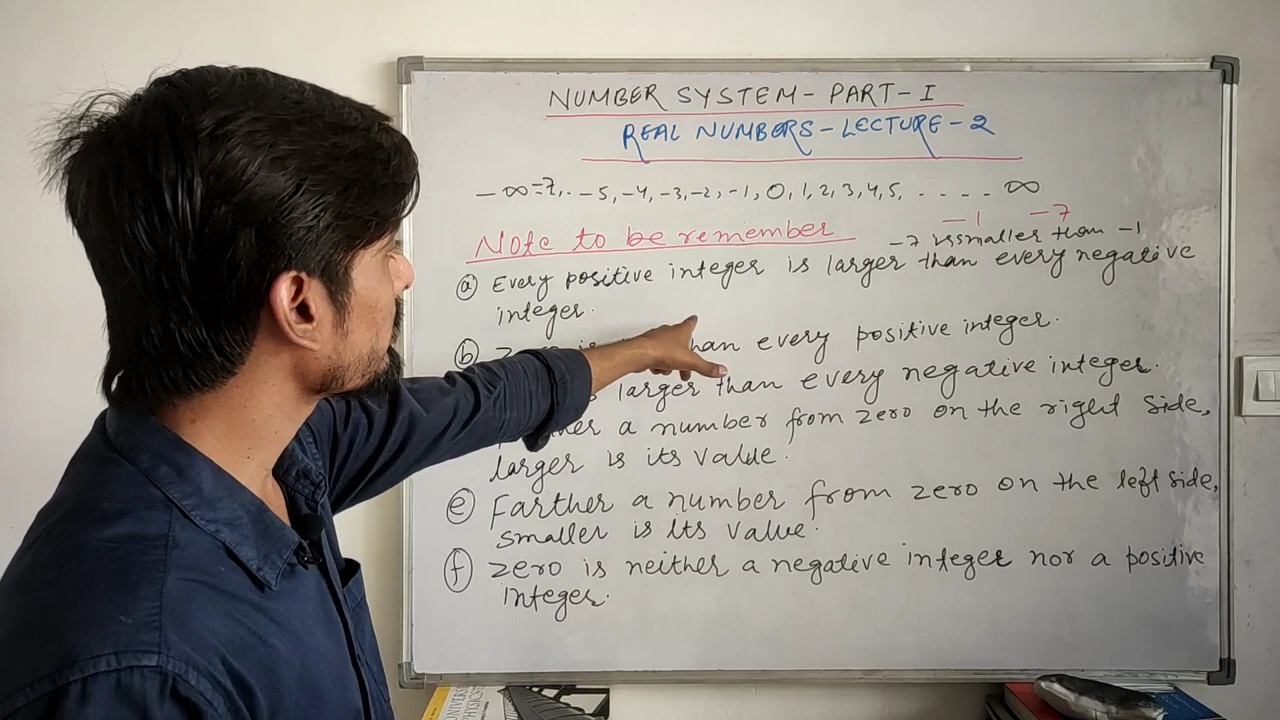 NUMBER SYSTEM - PART - I
REAL NUMBERS - LECTURE - 2
-∞ -7, .. -5, -4, -3, -2, -1, 0, 1, 2, 3, 4, 5, . . . . ∞
-1 -7
Note to be remember
-7 is smaller than -1
(a) Every positive integer is larger than every negative
integer.
(b) than every positive integer.
larger than every negative integer.
a number from zero on the right side,
larger is its value.
(e) Farther a number from zero on the left side,
smaller is its value.
(f) zero is neither a negative integer nor a positive
integer.